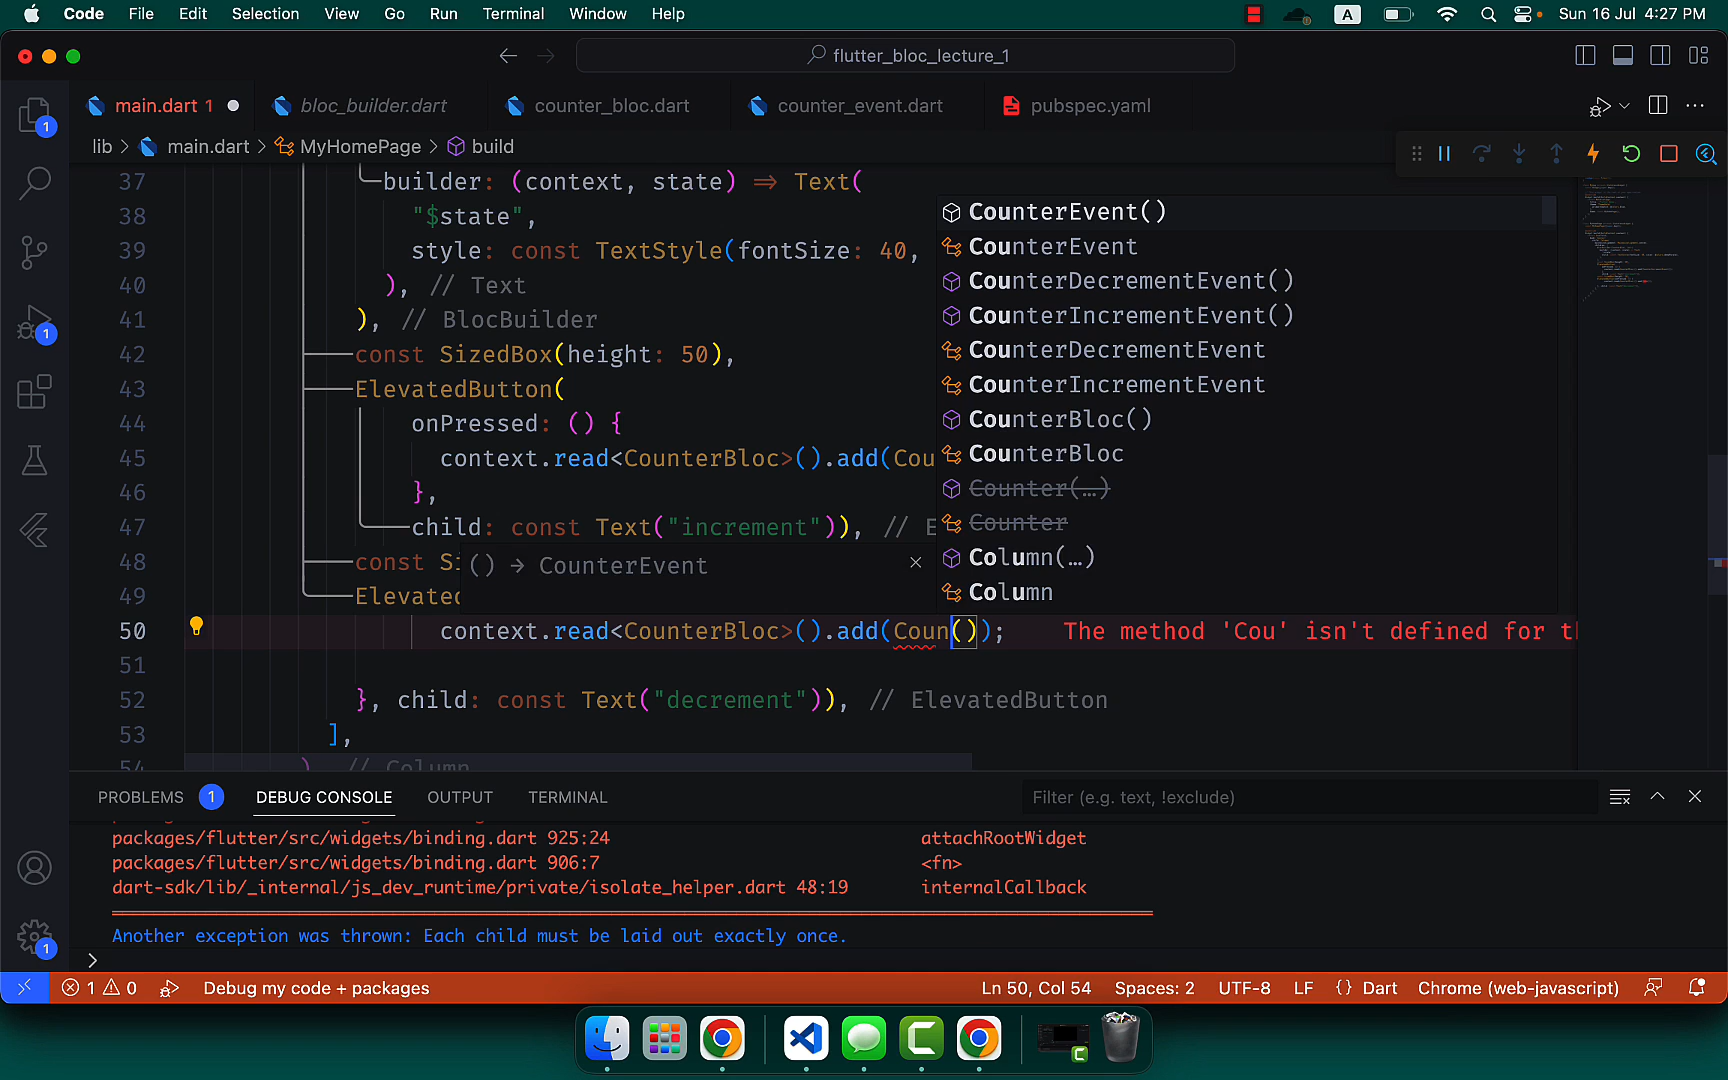 Code File Edit Selection View Go Run Terminal Window Help A Sun 16 Jul 4:27 PM
flutter_bloc_lecture_1
main.dart 1 bloc_builder.dart counter_bloc.dart counter_event.dart pubspec.yaml
lib > main.dart > MyHomePage > build
37 builder: (context, state) => Text(
38 "$state",
39 style: const TextStyle(fontSize: 40,
40 ), // Text
41 ), // BlocBuilder
42 const SizedBox(height: 50),
43 ElevatedButton(
44 onPressed: () {
45 context.read<CounterBloc>().add(Cou
46 },
47 child: const Text("increment")), // E
48 const Si
49 Elevated
50 context.read<CounterBloc>().add(Coun()); The method 'Cou' isn't defined for th
51
52 }, child: const Text("decrement")), // ElevatedButton
53 ],
54 ) // Column
CounterEvent()
CounterEvent
CounterDecrementEvent()
CounterIncrementEvent()
CounterDecrementEvent
CounterIncrementEvent
CounterBloc()
CounterBloc
Counter(…)
Counter
Column(…)
Column
() → CounterEvent
1
1
1
PROBLEMS 1 DEBUG CONSOLE OUTPUT TERMINAL Filter (e.g. text, !exclude)
packages/flutter/src/widgets/binding.dart 925:24 attachRootWidget
packages/flutter/src/widgets/binding.dart 906:7 <fn>
dart-sdk/lib/_internal/js_dev_runtime/private/isolate_helper.dart 48:19 internalCallback
Another exception was thrown: Each child must be laid out exactly once.
>
1 0 Debug my code + packages Ln 50, Col 54 Spaces: 2 UTF-8 LF {} Dart Chrome (web-javascript)